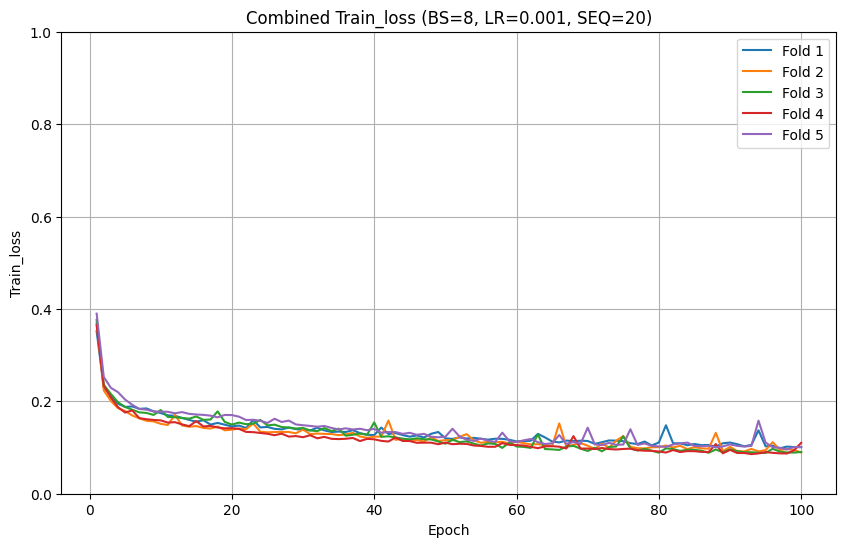 Combined Train_loss (BS=8, LR=0.001, SEQ=20)
1.0
0.8
0.6
0.4
0.2
0.0
Train_loss
0
20
40
60
80
100
Epoch
Fold 1
Fold 2
Fold 3
Fold 4
Fold 5